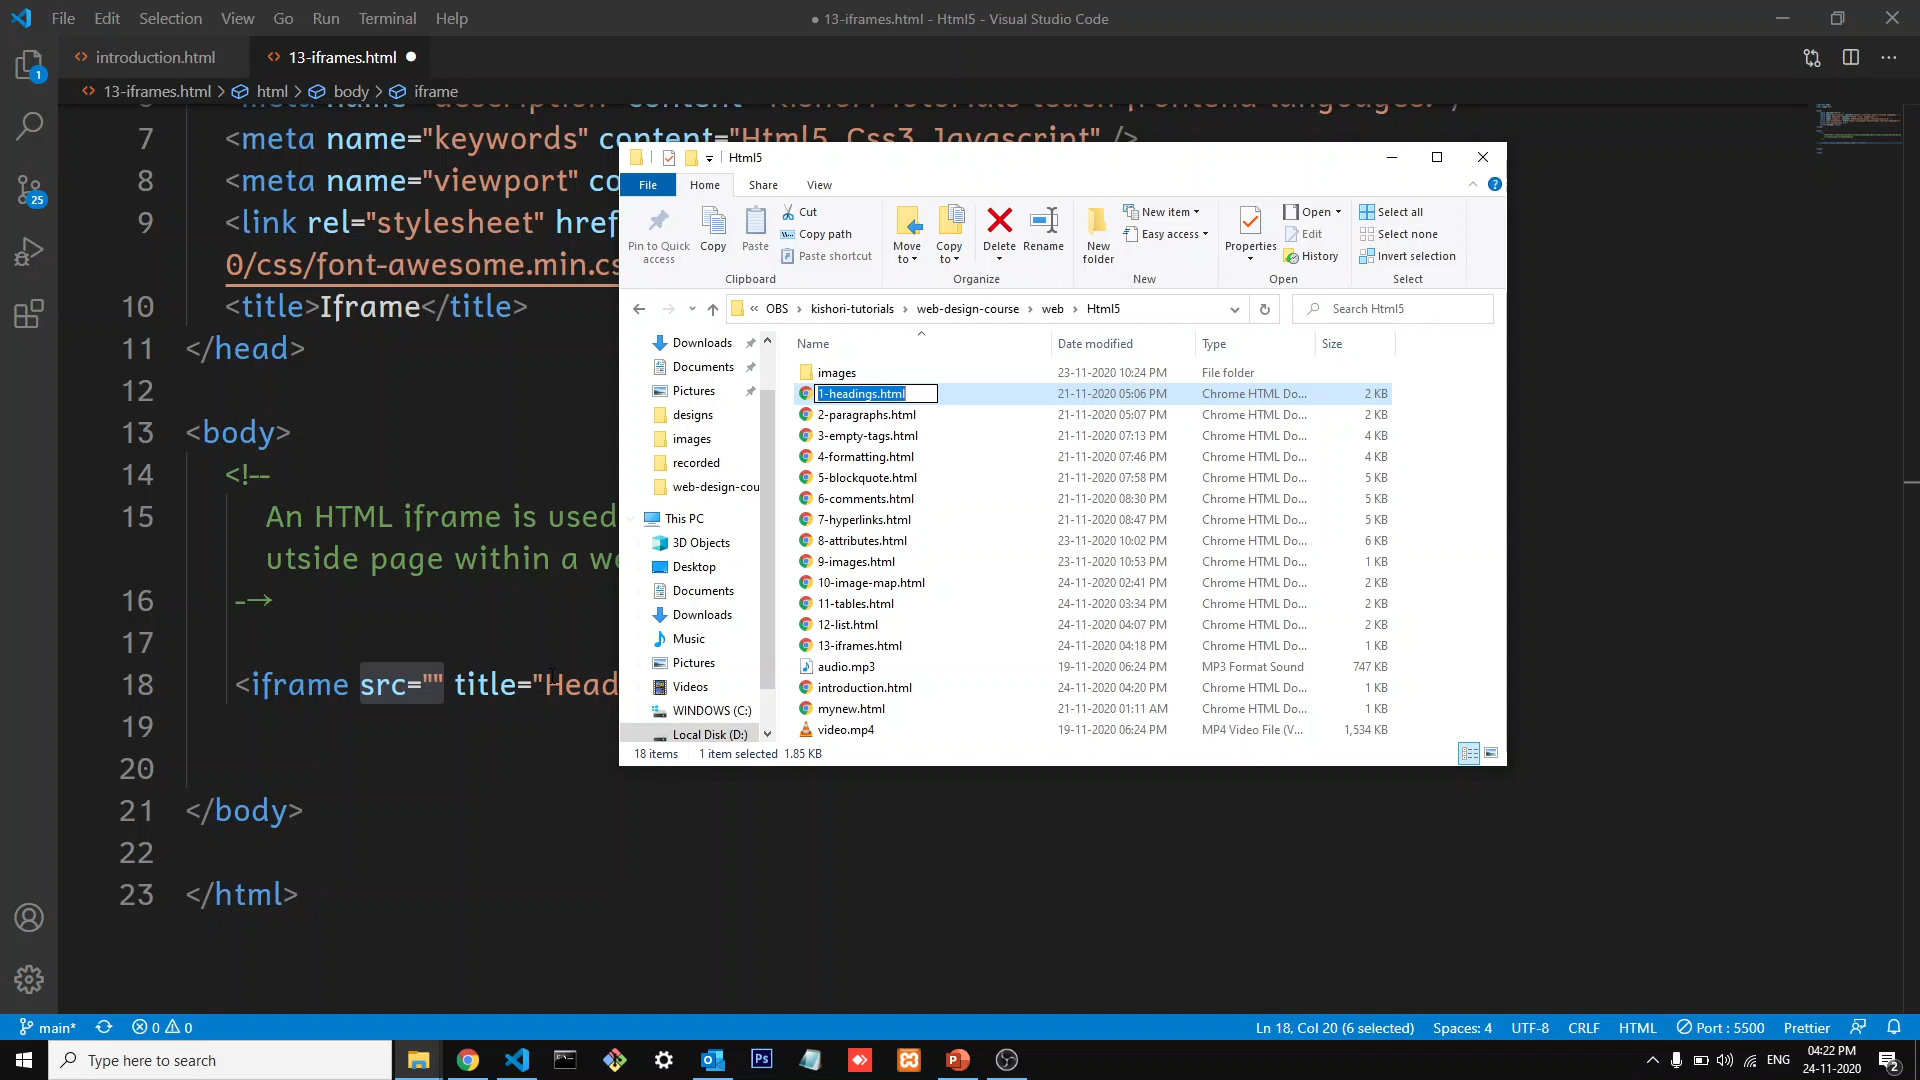 File Edit Selection View Go Run Terminal Help
● 13-iframes.html - Html5 - Visual Studio Code
introduction.html
13-iframes.html ●
13-iframes.html > html > body > iframe
7 <meta name="keywords" content="Html5, Css3, Javascript" />
8 <meta name="viewport" co
9 <link rel="stylesheet" href
0/css/font-awesome.min.cs
10 <title>Iframe</title>
11 </head>
12
13 <body>
14 <!--
15 An HTML iframe is used
utside page within a we
16 -->
17
18 <iframe src="" title="Head
19
20
21 </body>
22
23 </html>
1
25
Html5
File Home Share View
Pin to Quick access
Copy
Paste
Cut
Copy path
Paste shortcut
Clipboard
Move to
Copy to
Delete
Rename
Organize
New folder
New item
Easy access
New
Properties
Open
Edit
History
Open
Select all
Select none
Invert selection
Select
« OBS > kishori-tutorials > web-design-course > web > Html5
Search Html5
Downloads
Documents
Pictures
designs
images
recorded
web-design-cou
This PC
3D Objects
Desktop
Documents
Downloads
Music
Pictures
Videos
WINDOWS (C:)
Local Disk (D:)
Name Date modified Type Size
images 23-11-2020 10:24 PM File folder
1-headings.html 21-11-2020 05:06 PM Chrome HTML Do... 2 KB
2-paragraphs.html 21-11-2020 05:07 PM Chrome HTML Do... 2 KB
3-empty-tags.html 21-11-2020 07:13 PM Chrome HTML Do... 4 KB
4-formatting.html 21-11-2020 07:46 PM Chrome HTML Do... 4 KB
5-blockquote.html 21-11-2020 07:58 PM Chrome HTML Do... 5 KB
6-comments.html 21-11-2020 08:30 PM Chrome HTML Do... 5 KB
7-hyperlinks.html 21-11-2020 08:47 PM Chrome HTML Do... 5 KB
8-attributes.html 23-11-2020 10:02 PM Chrome HTML Do... 6 KB
9-images.html 23-11-2020 10:53 PM Chrome HTML Do... 1 KB
10-image-map.html 24-11-2020 02:41 PM Chrome HTML Do... 2 KB
11-tables.html 24-11-2020 03:34 PM Chrome HTML Do... 2 KB
12-list.html 24-11-2020 04:07 PM Chrome HTML Do... 2 KB
13-iframes.html 24-11-2020 04:18 PM Chrome HTML Do... 1 KB
audio.mp3 19-11-2020 06:24 PM MP3 Format Sound 747 KB
introduction.html 24-11-2020 04:20 PM Chrome HTML Do... 1 KB
mynew.html 21-11-2020 01:11 AM Chrome HTML Do... 1 KB
video.mp4 19-11-2020 06:24 PM MP4 Video File (V... 1,534 KB
18 items 1 item selected 1.85 KB
main* 0 0
Ln 18, Col 20 (6 selected) Spaces: 4 UTF-8 CRLF HTML Port : 5500 Prettier
Type here to search
Ps
ENG
04:22 PM
24-11-2020
2